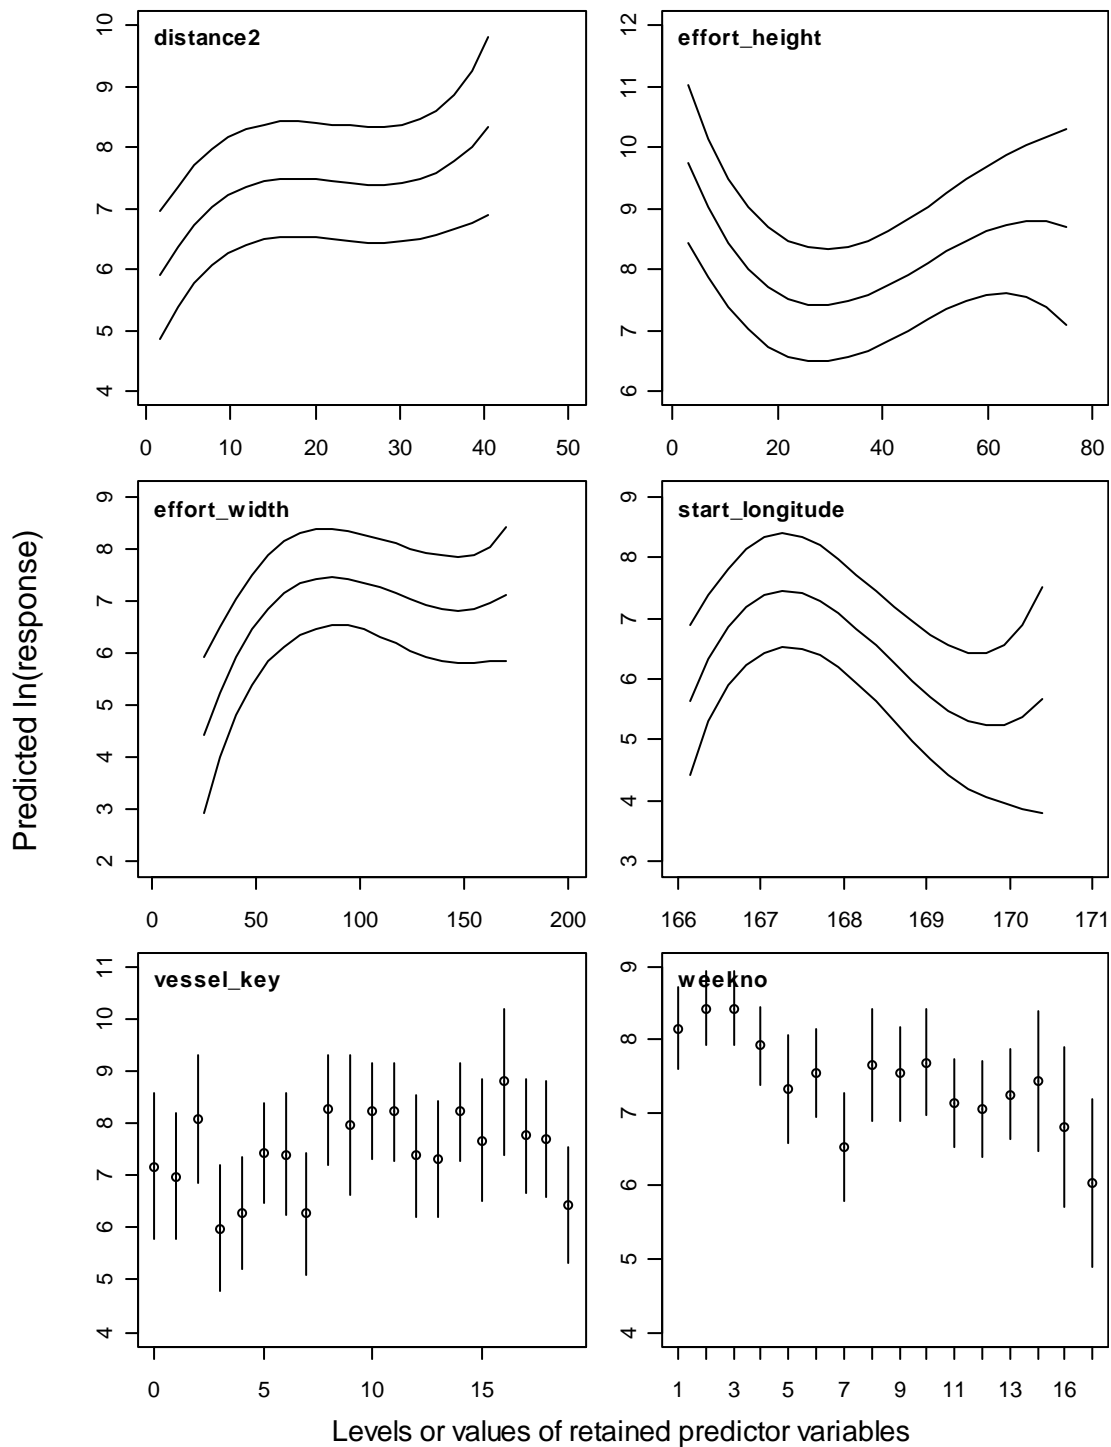 distance2
4 5 6 7 8 9 10
0 10 20 30 40 50
effort_height
6 7 8 9 10 11 12
0 20 40 60 80
effort_width
2 3 4 5 6 7 8 9
0 50 100 150 200
start_longitude
3 4 5 6 7 8 9
166 167 168 169 170 171
vessel_key
4 5 6 7 8 9 10 11
0 5 10 15
weekno
4 5 6 7 8 9
1 3 5 7 9 11 13 16
Predicted ln(response)
Levels or values of retained predictor variables